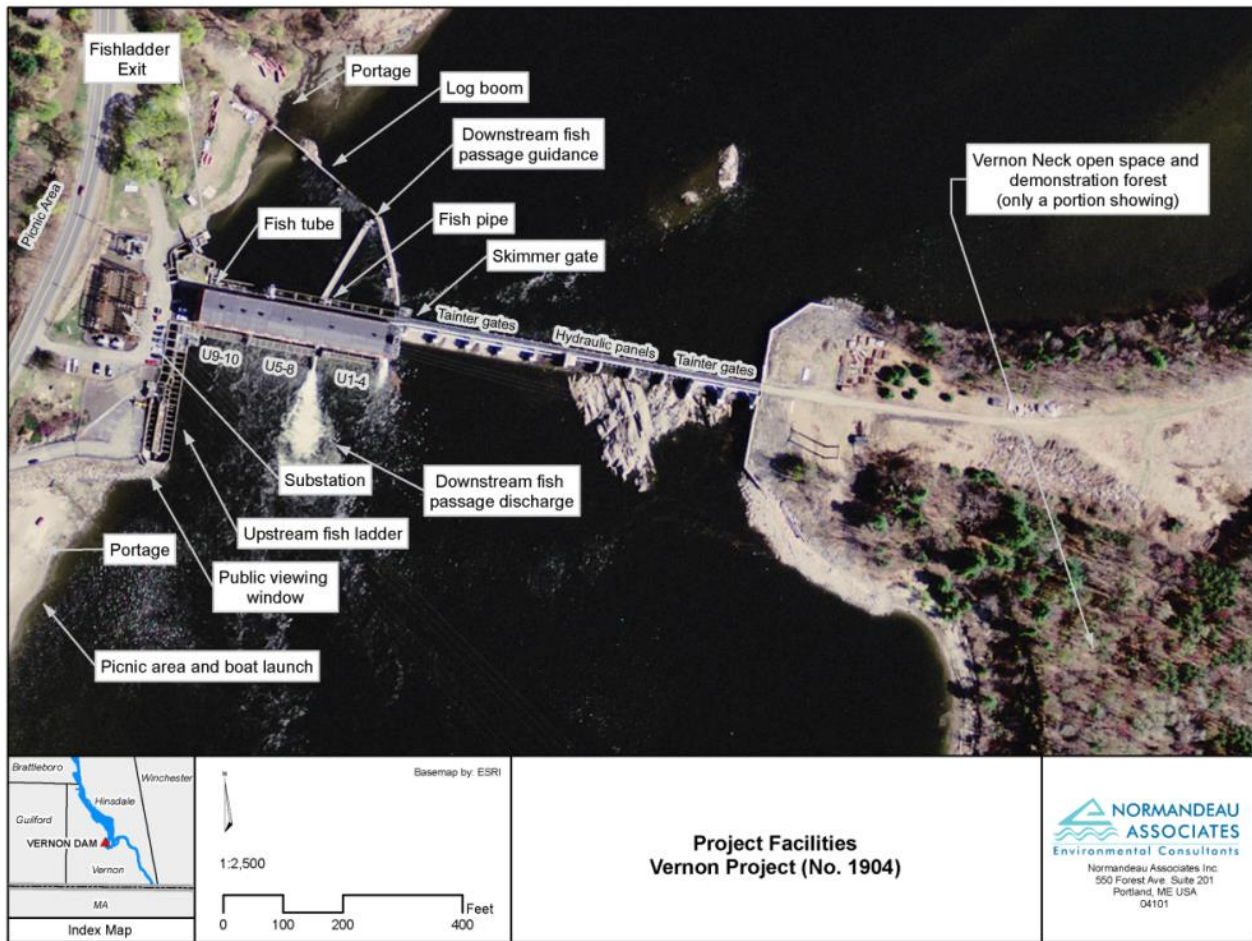 Fishladder
Exit
Portage
Log boom
Downstream fish
passage guidance
Vernon Neck open space and
demonstration forest
(only a portion showing)
Picnic Area
Fish tube
Fish pipe
Skimmer gate
Tainter gates
Hydraulic panels
Tainter gates
U9-10
U5-8
U1-4
Substation
Downstream fish
passage discharge
Upstream fish ladder
Portage
Public viewing
window
Picnic area and boat launch
Brattleboro
Winchester
Hinsdale
Guilford
VERNON DAM
Vernon
MA
Index Map
Basemap by: ESRI
N
1:2,500
Feet
0 100 200 400
Project Facilities
Vernon Project (No. 1904)
NORMANDEAU
ASSOCIATES
Environmental Consultants
Normandeau Associates Inc.
550 Forest Ave. Suite 201
Portland, ME USA
04101